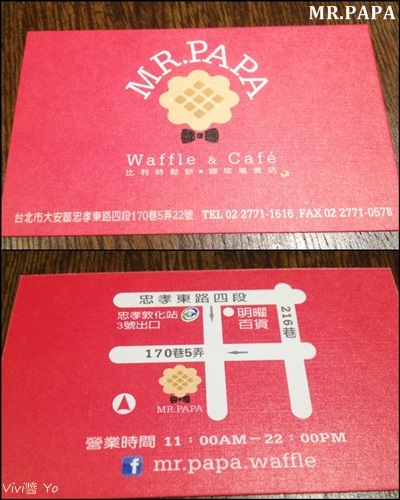 MR.PAPA
MR.PAPA
Waffle & Café
比利時鬆餅•咖啡專賣店
台北市大安區忠孝東路四段170巷5弄22號 TEL 02 2771-1616 FAX 02 2771-0578
忠孝東路四段
忠孝敦化站
3號出口
明曜
百貨
216巷
170巷5弄
MR.PAPA
營業時間 11：00AM－22：00PM
mr.papa.waffle
Vivi醬 Yo